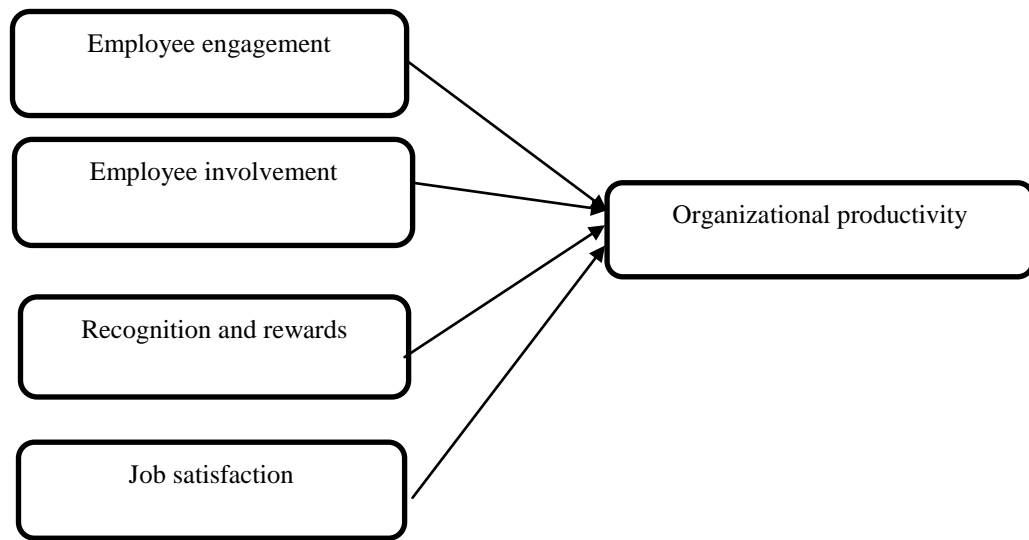 Employee engagement
Employee involvement
Organizational productivity
Recognition and rewards
Job satisfaction